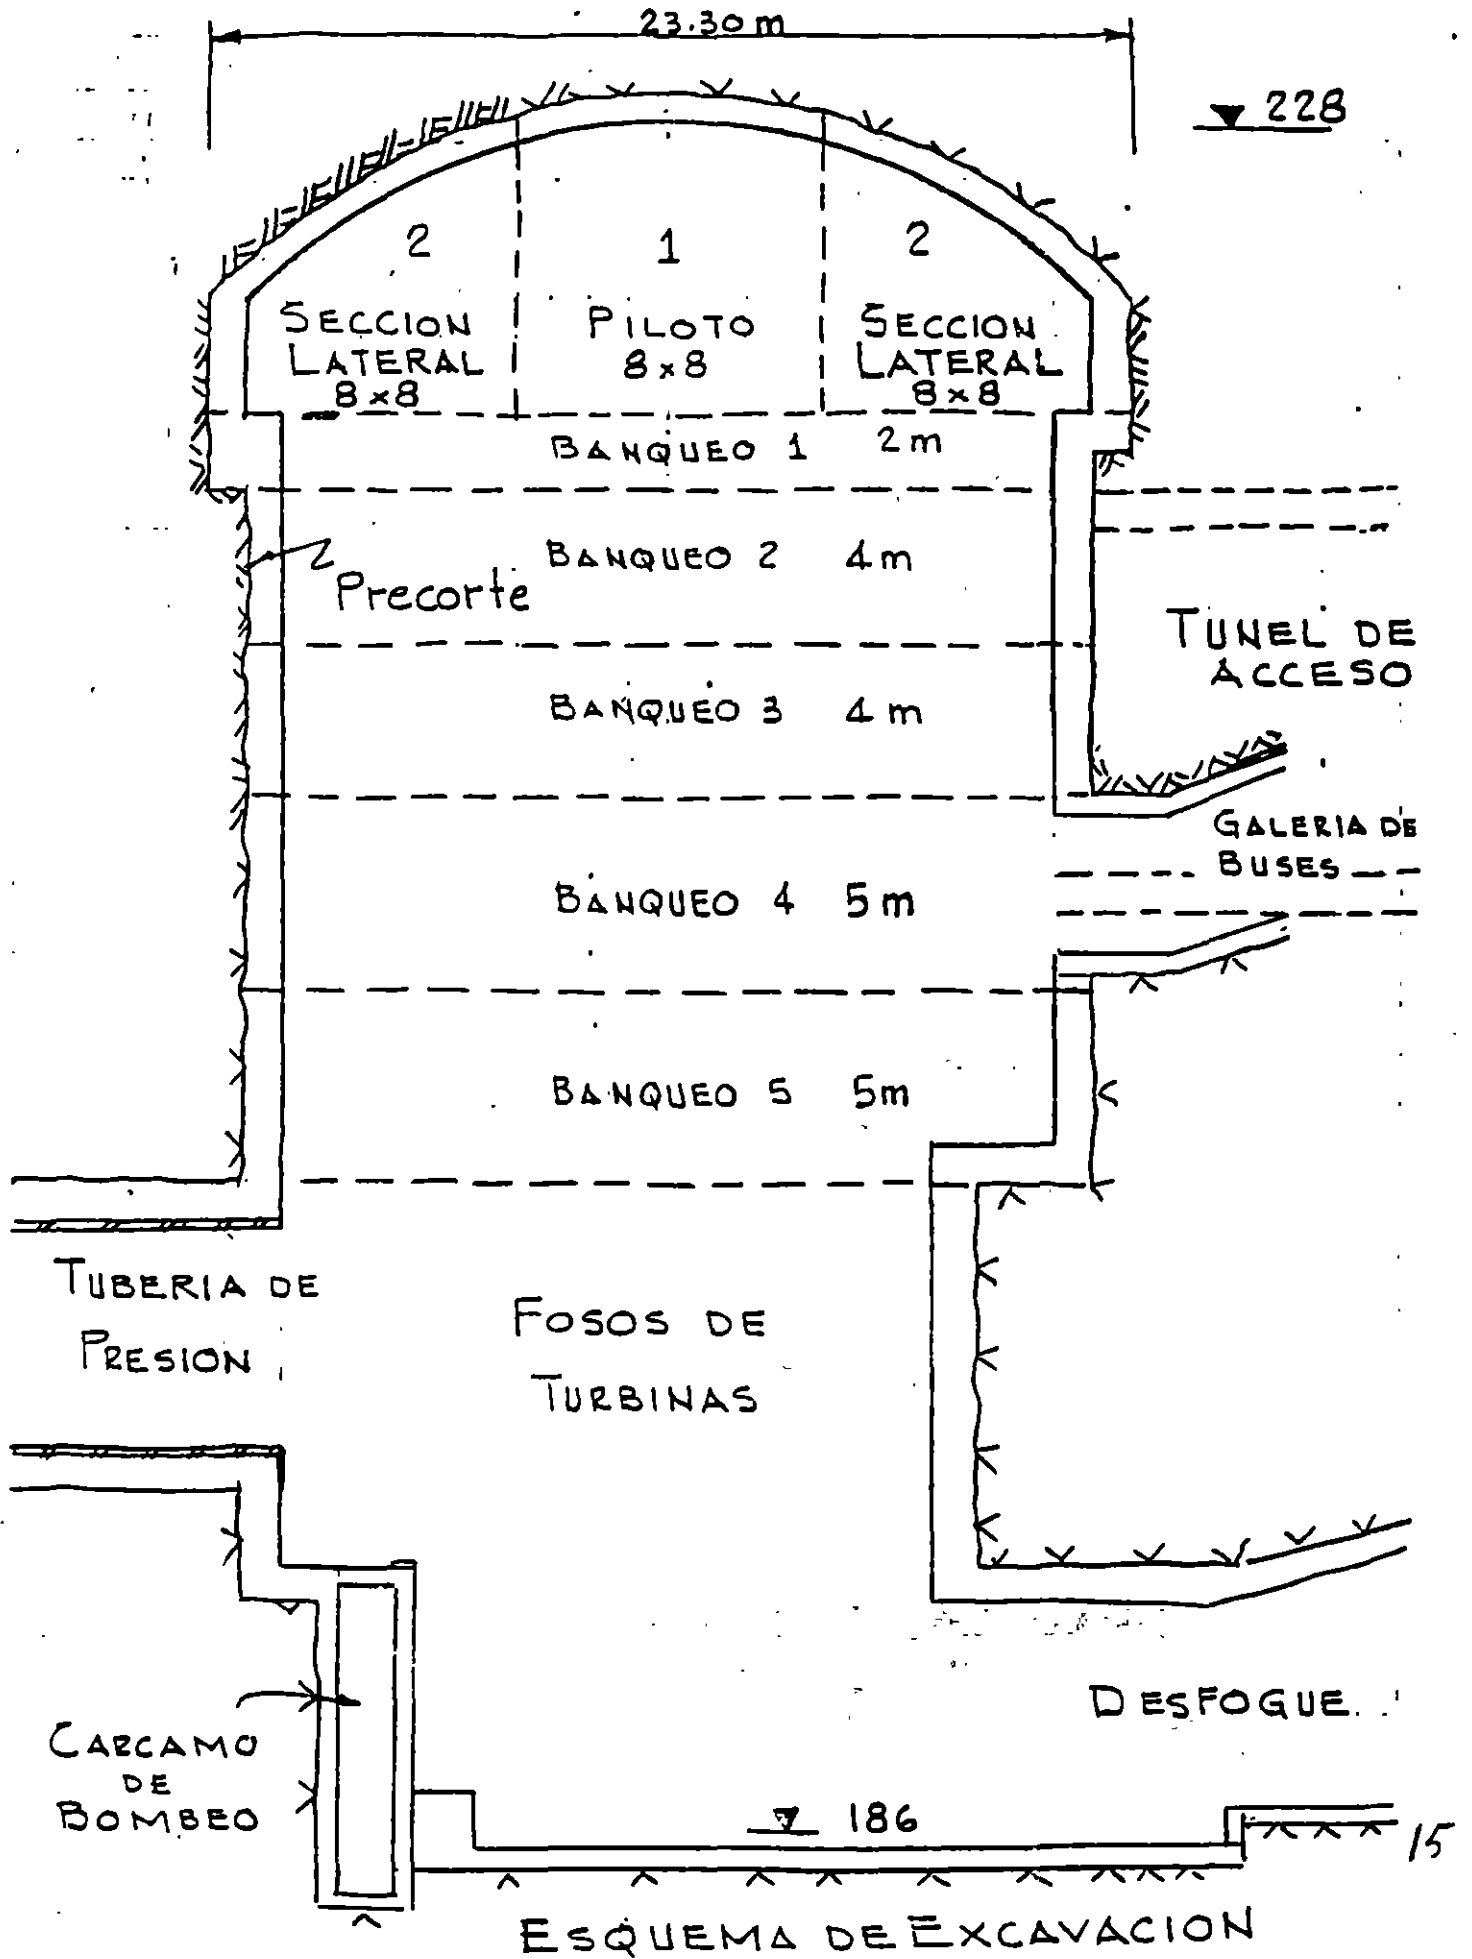 23.30 m
228
2
1
2
SECCION
LATERAL
8x8
PILOTO
8x8
SECCION
LATERAL
8x8
BANQUEO 1 2m
BANQUEO 2 4m
Precorte
TUNEL DE
ACCESO
BANQUEO 3 4m
GALERIA DE
BUSES
BANQUEO 4 5m
BANQUEO 5 5m
TUBERIA DE
PRESION
FOSOS DE
TURBINAS
DESFOGUE
CARCAMO
DE
BOMBEO
186
15
ESQUEMA DE EXCAVACION